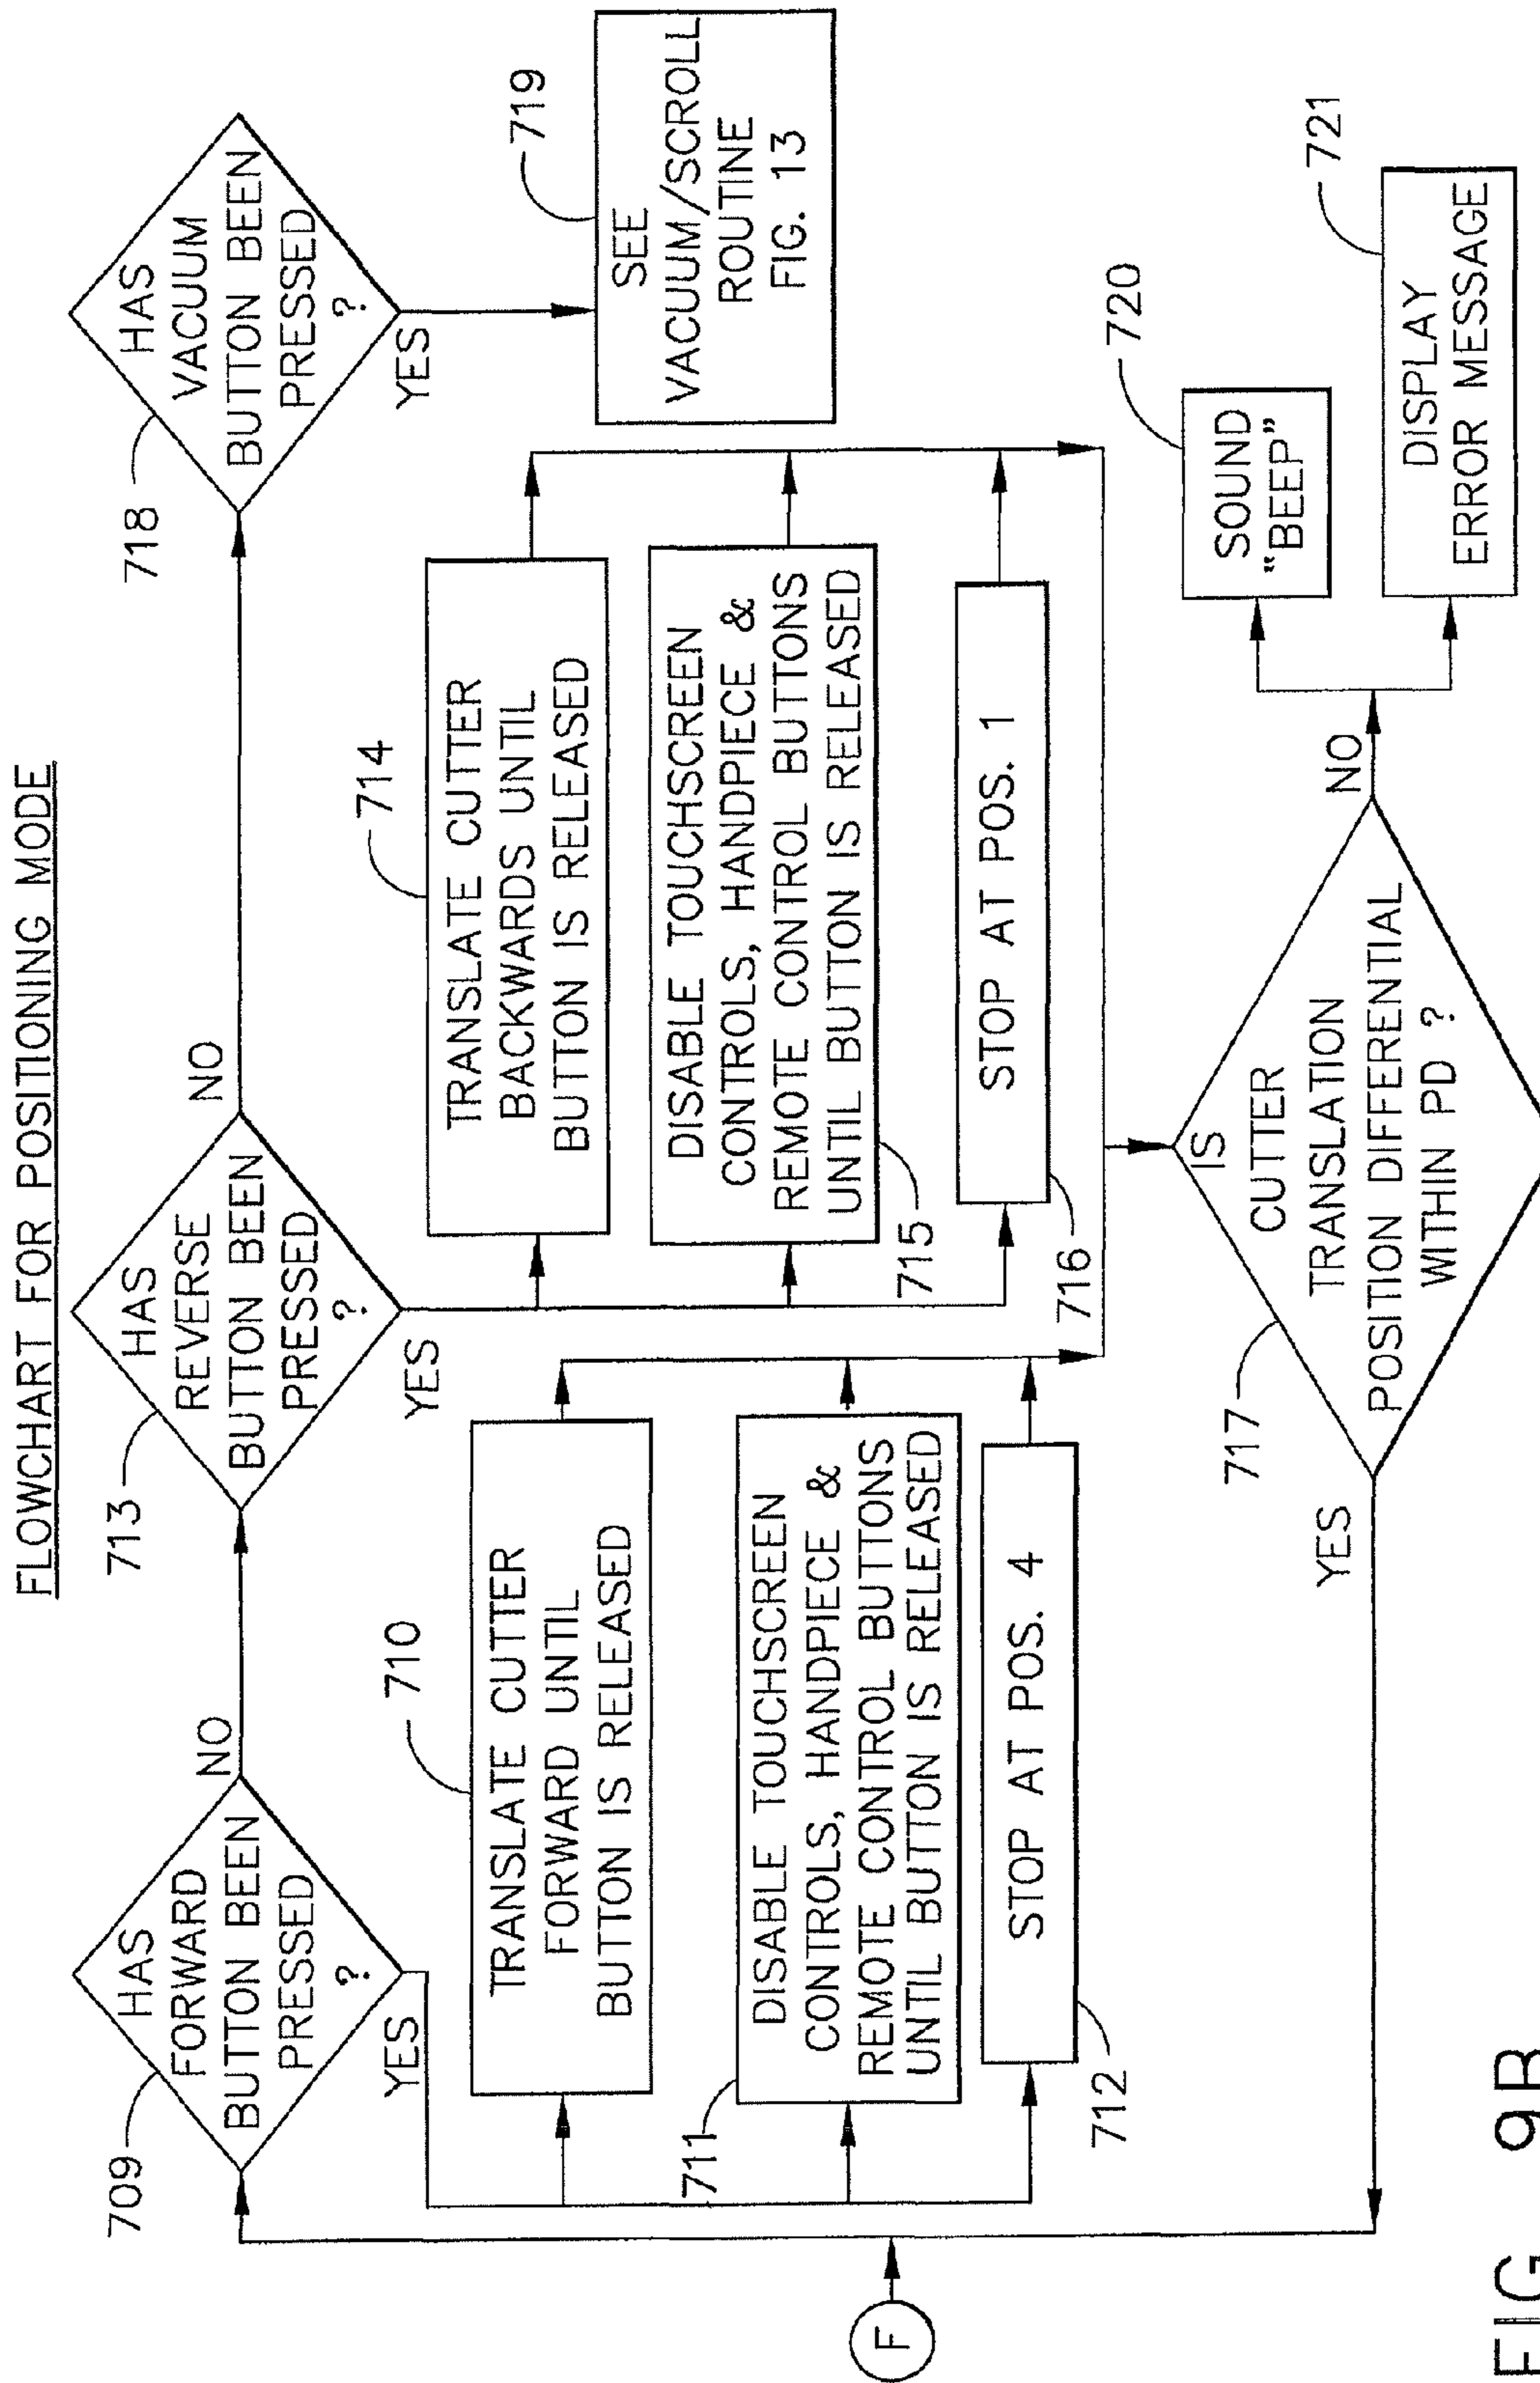 FLOWCHART FOR POSITIONING MODE
709
HAS
FORWARD
BUTTON BEEN
PRESSED
?
NO
YES
713
HAS
REVERSE
BUTTON BEEN
PRESSED
?
NO
YES
718
HAS
VACUUM
BUTTON BEEN
PRESSED
?
YES
719
SEE
VACUUM/SCROLL
ROUTINE
FIG. 13
710
TRANSLATE CUTTER
FORWARD UNTIL
BUTTON IS RELEASED
711
DISABLE TOUCHSCREEN
CONTROLS, HANDPIECE &
REMOTE CONTROL BUTTONS
UNTIL BUTTON IS RELEASED
STOP AT POS. 4
712
714
TRANSLATE CUTTER
BACKWARDS UNTIL
BUTTON IS RELEASED
DISABLE TOUCHSCREEN
CONTROLS, HANDPIECE &
REMOTE CONTROL BUTTONS
UNTIL BUTTON IS RELEASED
715
STOP AT POS. 1
716
F
717
IS
CUTTER
TRANSLATION
POSITION DIFFERENTIAL
WITHIN PD ?
YES
NO
720
SOUND
"BEEP"
721
DISPLAY
ERROR MESSAGE
FIG. 9B